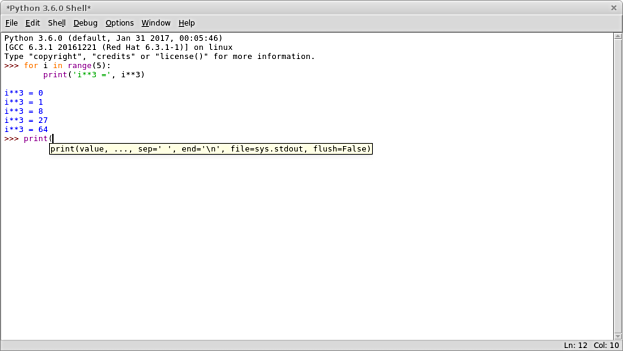 *Python 3.6.0 Shell*
File Edit Shell Debug Options Window Help
Python 3.6.0 (default, Jan 31 2017, 00:05:46)
[GCC 6.3.1 20161221 (Red Hat 6.3.1-1)] on linux
Type "copyright", "credits" or "license()" for more information.
>>> for i in range(5):
        print('i**3 =', i**3)

i**3 = 0
i**3 = 1
i**3 = 8
i**3 = 27
i**3 = 64
>>> print(
print(value, ..., sep=' ', end='\n', file=sys.stdout, flush=False)
Ln: 12 Col: 10